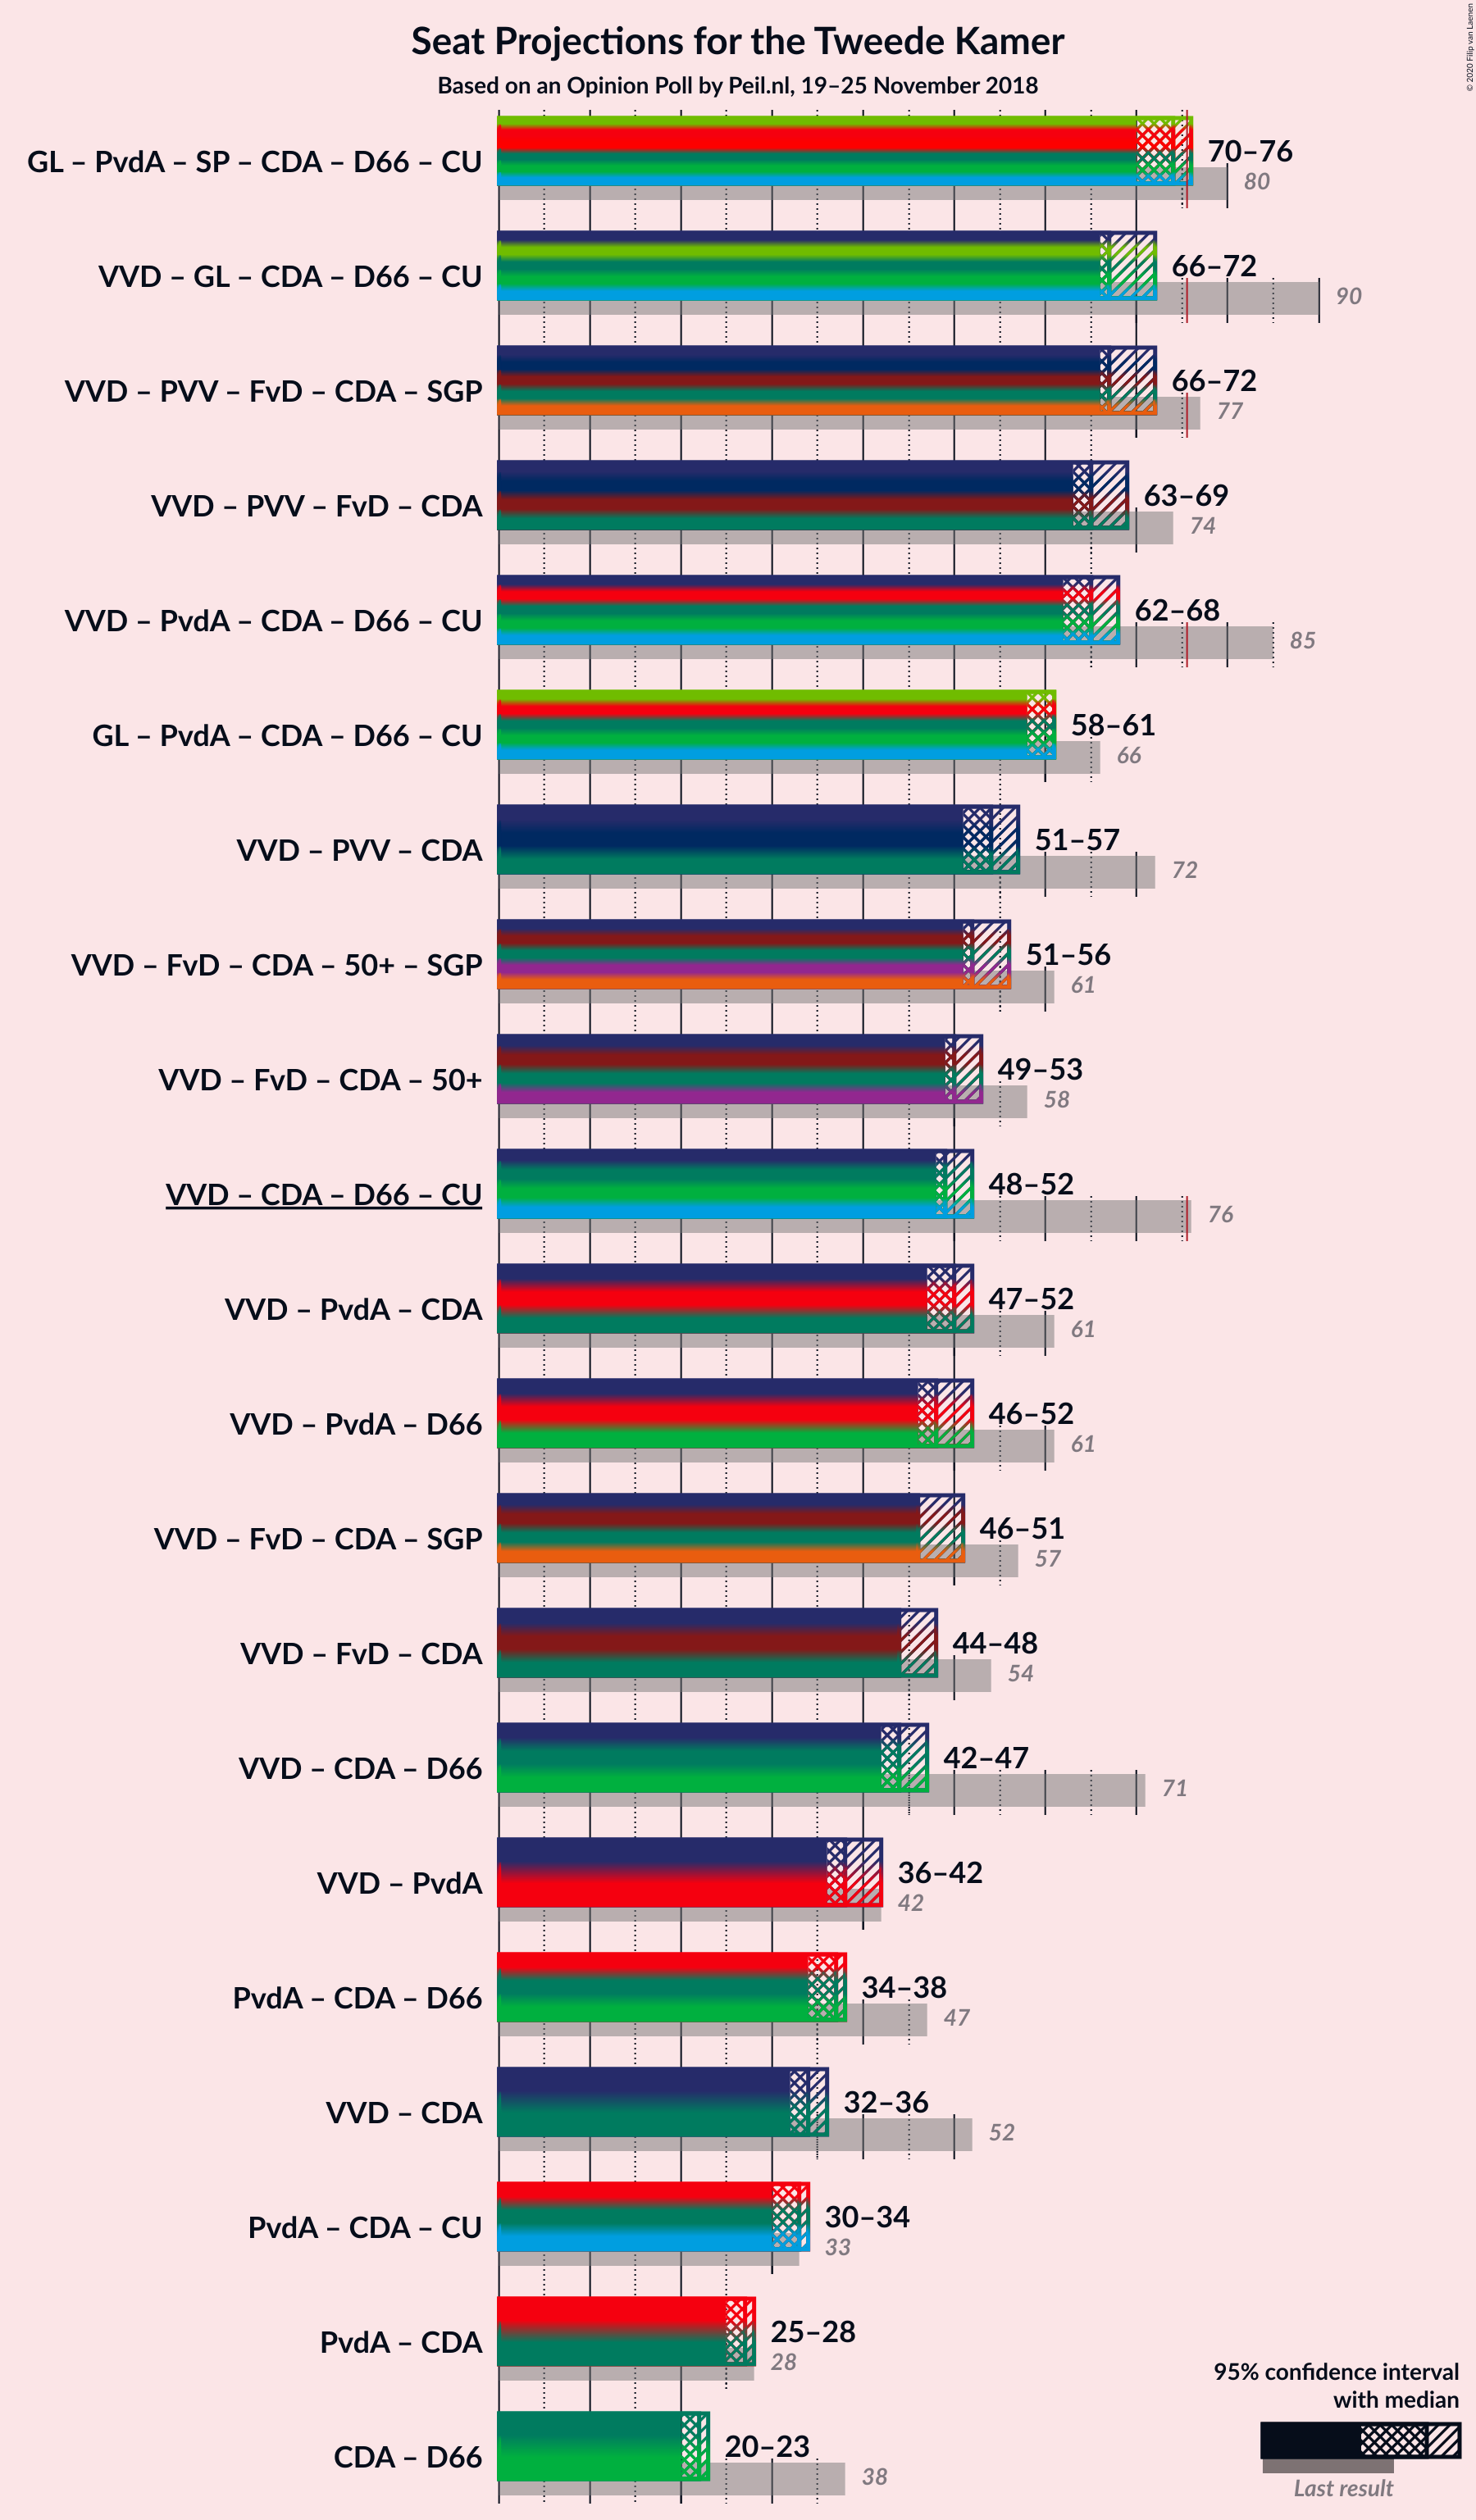 Seat Projections for the Tweede Kamer
Based on an Opinion Poll by Peil.nl, 19–25 November 2018
© 2020 Filip van Laenen
GL – PvdA – SP – CDA – D66 – CU
70–76
80
VVD – GL – CDA – D66 – CU
66–72
90
VVD – PVV – FvD – CDA – SGP
66–72
77
VVD – PVV – FvD – CDA
63–69
74
VVD – PvdA – CDA – D66 – CU
62–68
85
GL – PvdA – CDA – D66 – CU
58–61
66
VVD – PVV – CDA
51–57
72
VVD – FvD – CDA – 50+ – SGP
51–56
61
VVD – FvD – CDA – 50+
49–53
58
VVD – CDA – D66 – CU
48–52
76
VVD – PvdA – CDA
47–52
61
VVD – PvdA – D66
46–52
61
VVD – FvD – CDA – SGP
46–51
57
VVD – FvD – CDA
44–48
54
VVD – CDA – D66
42–47
71
VVD – PvdA
36–42
42
PvdA – CDA – D66
34–38
47
VVD – CDA
32–36
52
PvdA – CDA – CU
30–34
33
PvdA – CDA
25–28
28
CDA – D66
20–23
38
95% confidence interval
with median
Last result